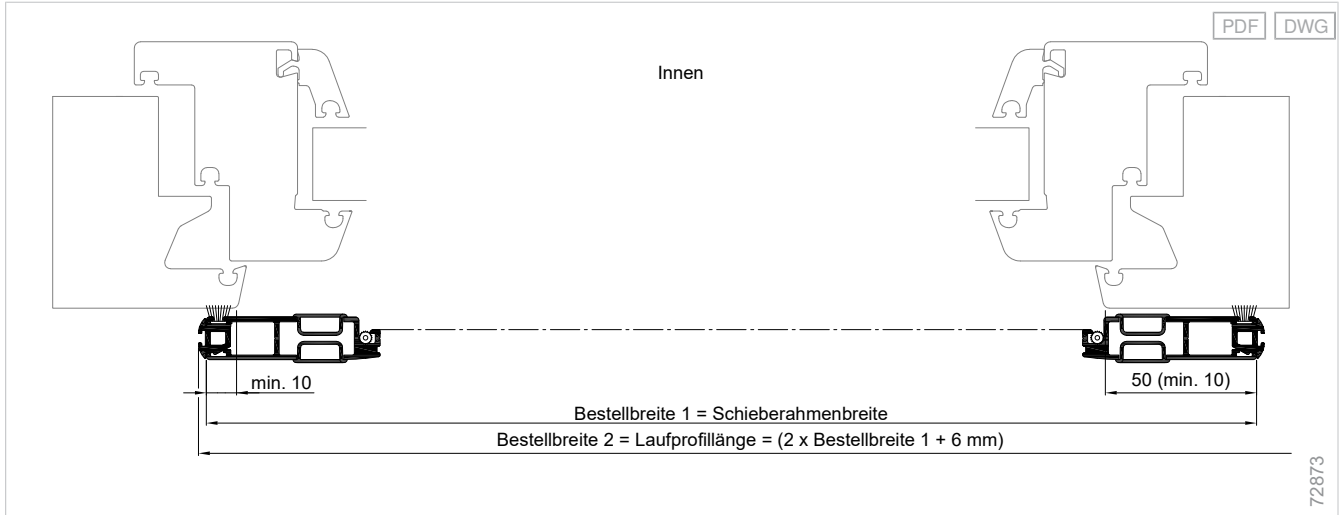 PDF DWG
Innen
min. 10
50 (min. 10)
Bestellbreite 1 = Schieberahmenbreite
Bestellbreite 2 = Laufprofillänge = (2 x Bestellbreite 1 + 6 mm)
72873